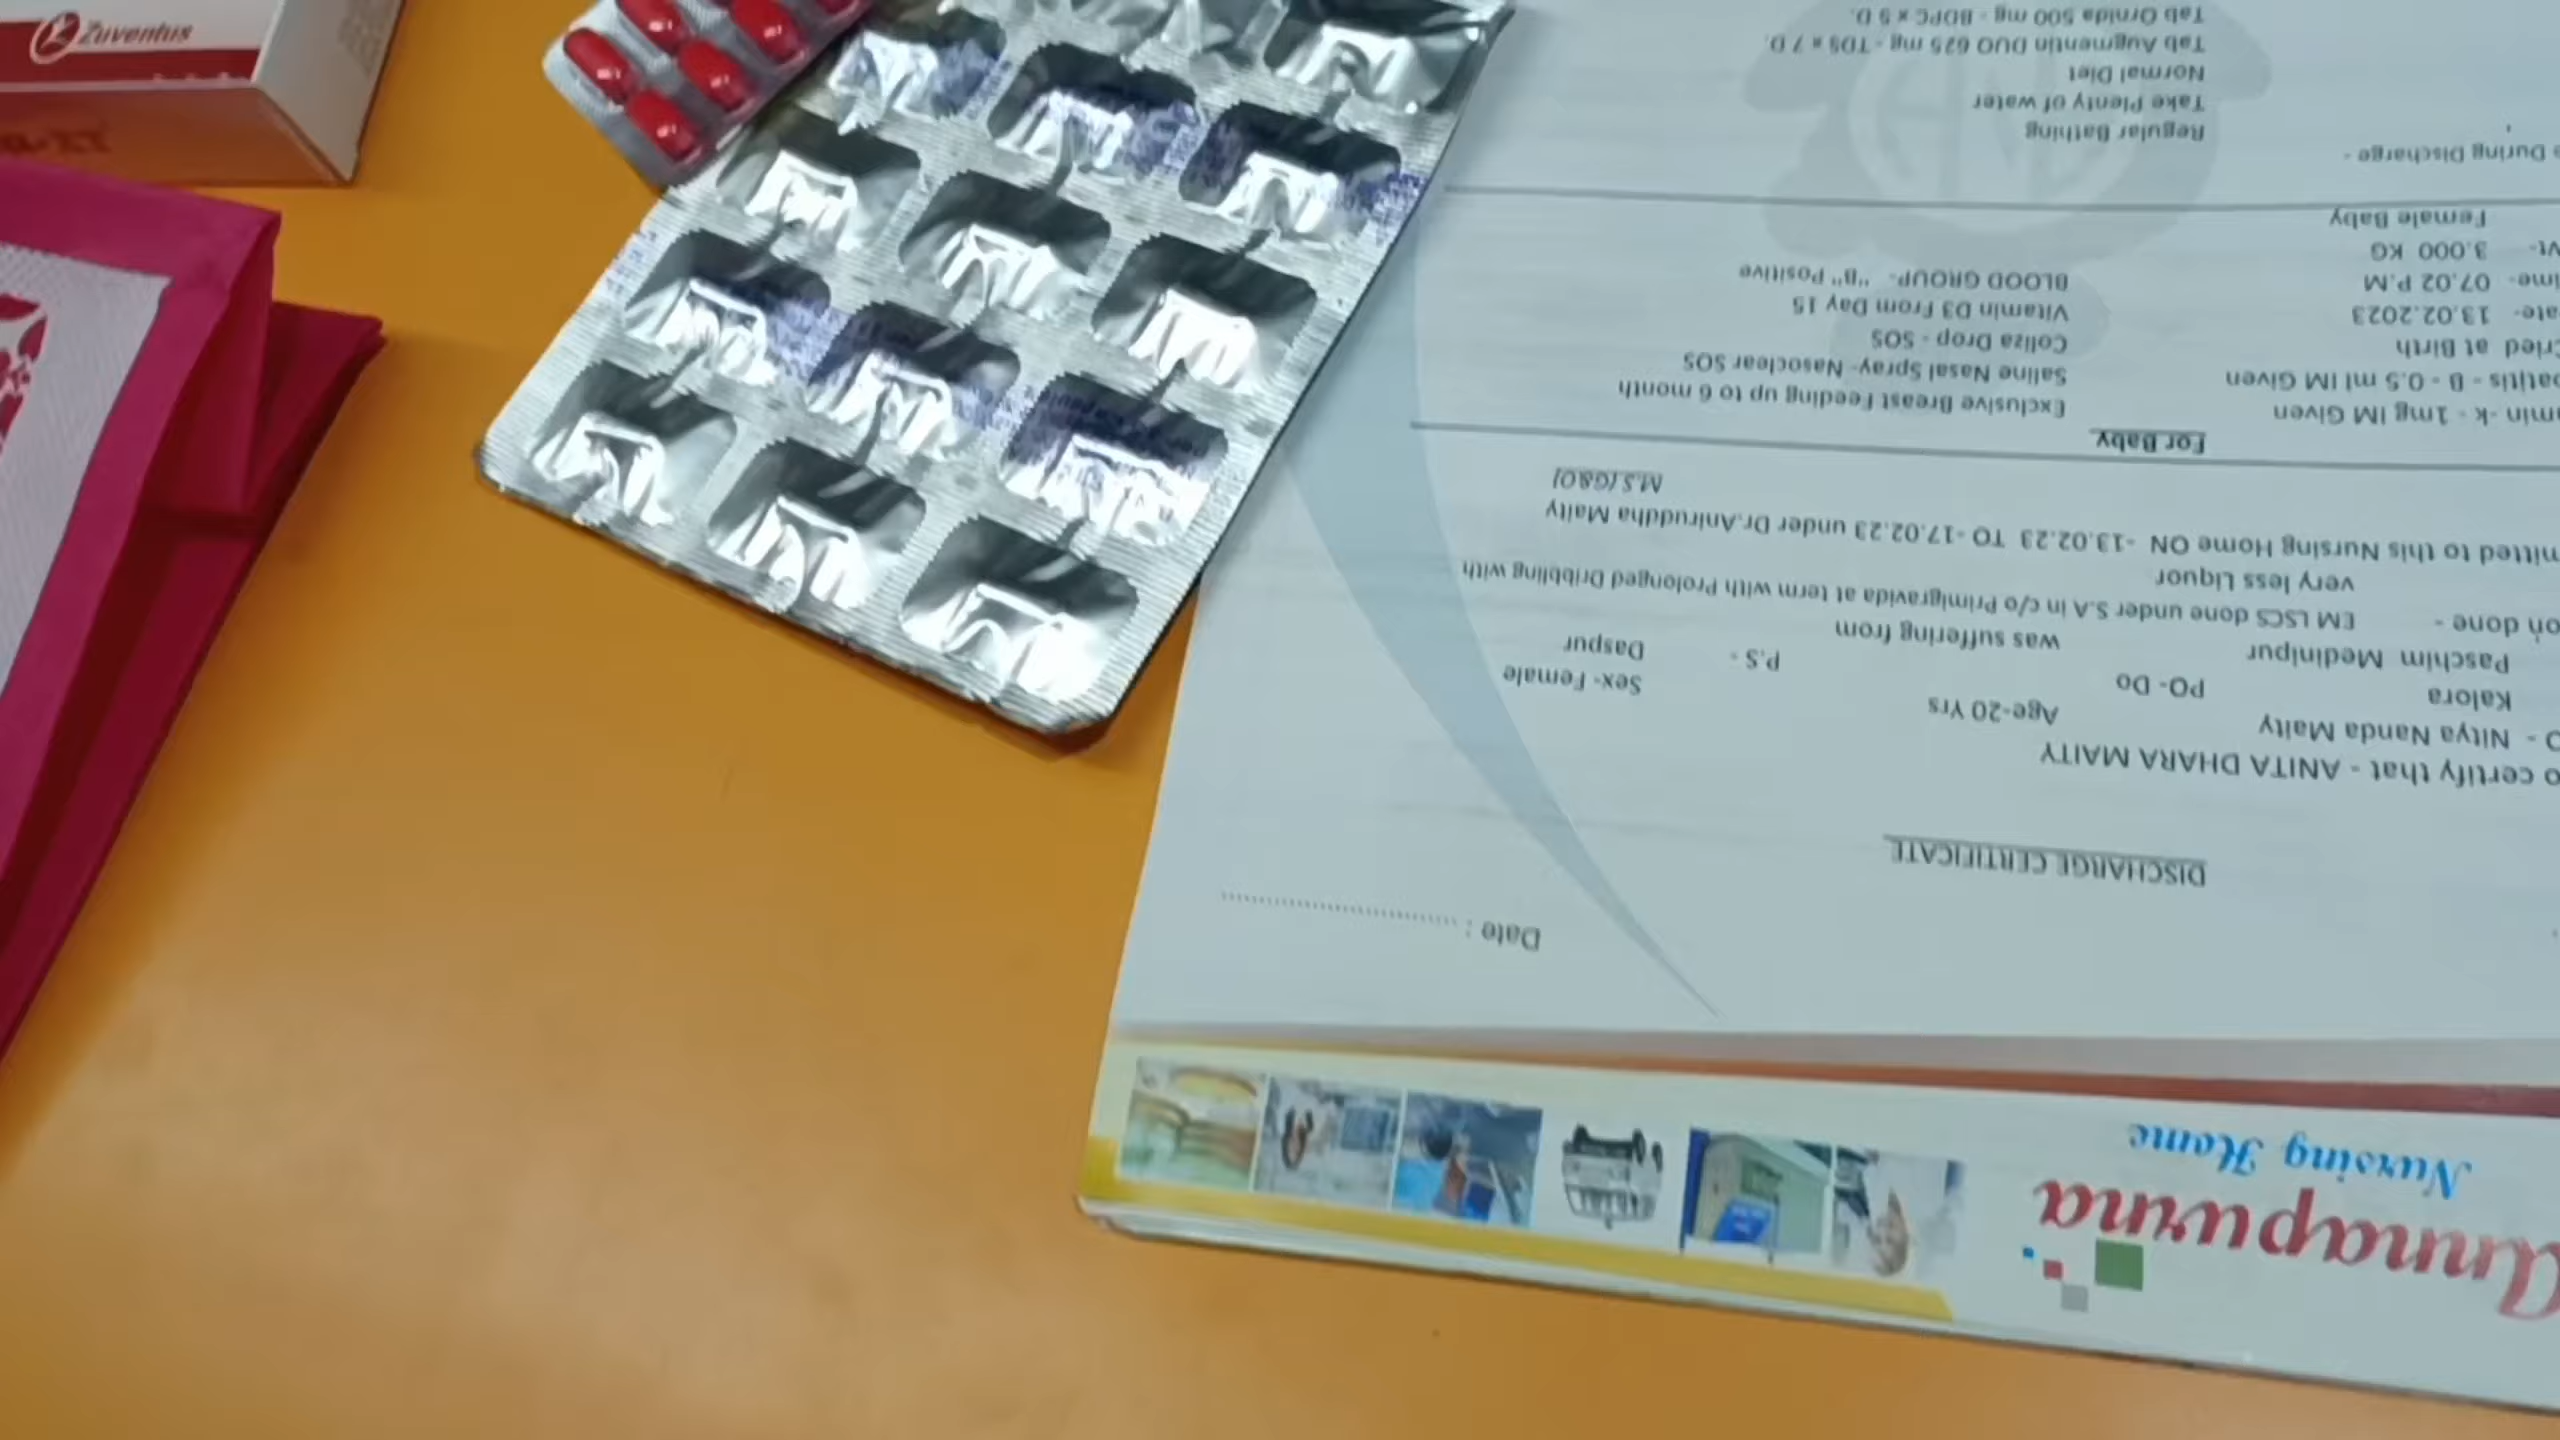 Zuventus
Annapurna
Nursing Home
Date :
DISCHARGE CERTIFICATE
o certify that - ANITA DHARA MAITY
O - Nitya Nanda Maity Age-20 Yrs Sex- Female
Kalora PO- Do P.S - Daspur
Paschim Medinipur was suffering from
on done - EM LSCS done under S.A in c/o Primigravida at term with Prolonged Dribbling with
very less Liquor
mitted to this Nursing Home ON -13.02.23 TO -17.02.23 under Dr.Aniruddha Maity
M.S.(G&O)
For Baby
min -k - 1mg IM Given Exclusive Breast Feeding up to 6 month
patitis - B - 0.5 ml IM Given Saline Nasal Spray- Nasoclear SOS
Cried at Birth Coliza Drop - SOS
ate- 13.02.2023 Vitamin D3 From Day 15
ime- 07.02 P.M BLOOD GROUP- "B" Positive
Vt- 3.000 KG
Female Baby
e During Discharge -
Regular Bathing
Take Plenty of water
Normal Diet
Tab Augmentin DUO 625 mg - TDS x 7 D.
Tab Ornida 500 mg - BDPC x 5 D.